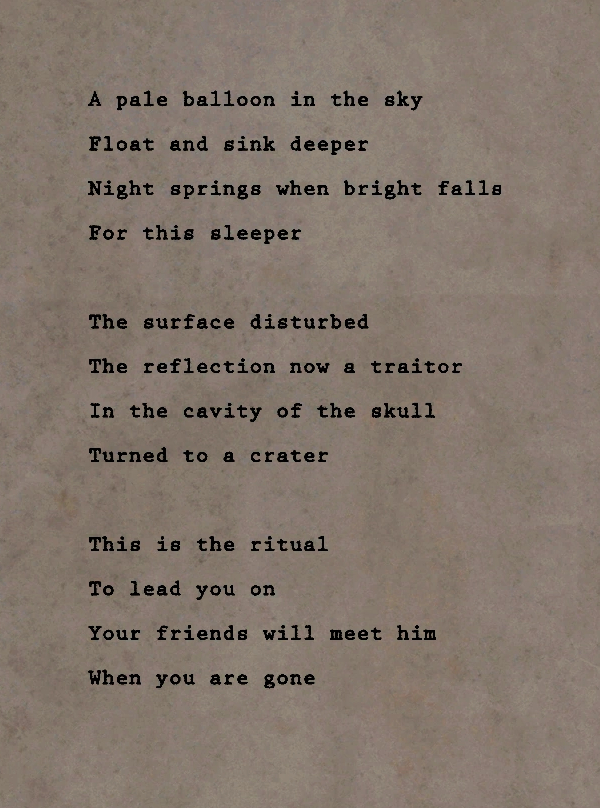 A pale balloon in the sky
Float and sink deeper
Night springs when bright falls
For this sleeper
The surface disturbed
The reflection now a traitor
In the cavity of the skull
Turned to a crater
This is the ritual
To lead you on
Your friends will meet him
When you are gone